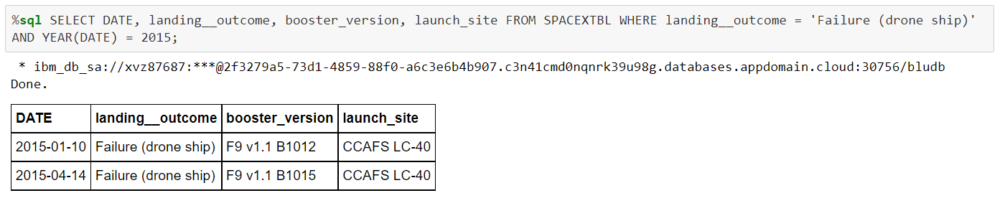 %sql SELECT DATE, landing__outcome, booster_version, launch_site FROM SPACEXTBL WHERE landing__outcome = 'Failure (drone ship)'
AND YEAR(DATE) = 2015;
* ibm_db_sa://xvz87687:***@2f3279a5-73d1-4859-88f0-a6c3e6b4b907.c3n41cmd0nqnrk39u98g.databases.appdomain.cloud:30756/bludb
Done.
DATE landing__outcome booster_version launch_site
2015-01-10 Failure (drone ship) F9 v1.1 B1012 CCAFS LC-40
2015-04-14 Failure (drone ship) F9 v1.1 B1015 CCAFS LC-40